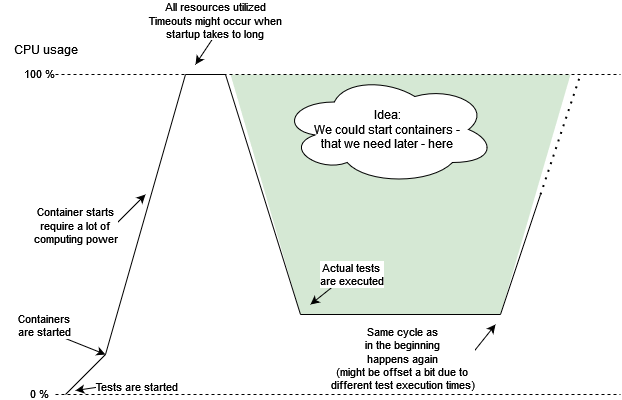 All resources utilized
Timeouts might occur when
startup takes to long
CPU usage
100 %
Idea:
We could start containers -
that we need later - here
Container starts
require a lot of
computing power
Actual tests
are executed
Containers
are started
Same cycle as
in the beginning
happens again
(might be offset a bit due to
different test execution times)
Tests are started
0 %